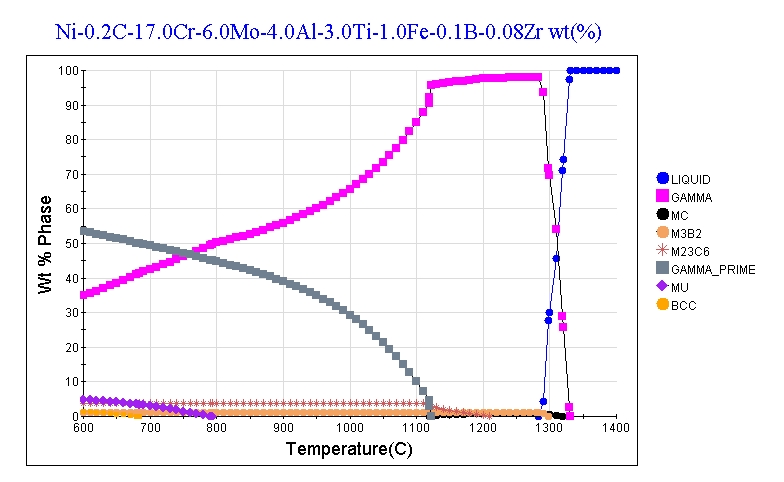 Ni-0.2C-17.0Cr-6.0Mo-4.0Al-3.0Ti-1.0Fe-0.1B-0.08Zr wt(%)
100
90
80
70
60
50
40
30
20
10
0
Wt % Phase
600 700 800 900 1000 1100 1200 1300 1400
Temperature(C)
LIQUID
GAMMA
MC
M3B2
M23C6
GAMMA_PRIME
MU
BCC